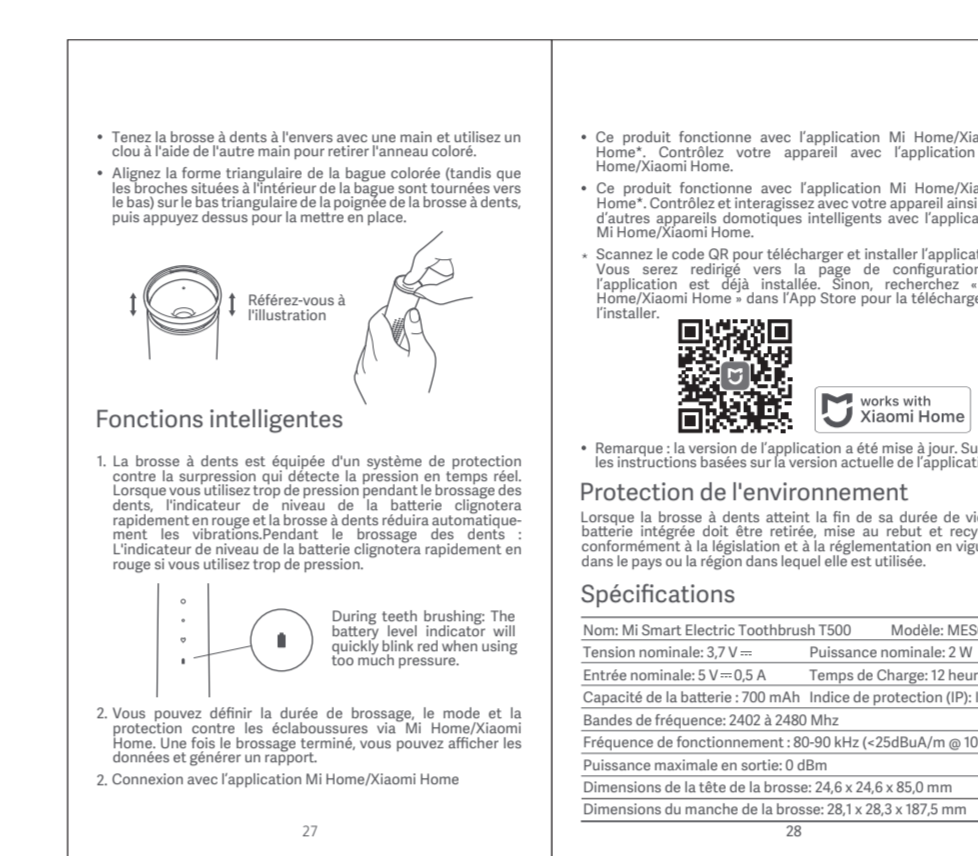 • Tenez la brosse à dents à l'envers avec une main et utilisez un
clou à l'aide de l'autre main pour retirer l'anneau coloré.
• Alignez la forme triangulaire de la bague colorée (tandis que
les broches situées à l'intérieur de la bague sont tournées vers
le bas) sur le bas triangulaire de la poignée de la brosse à dents,
puis appuyez dessus pour la mettre en place.
Référez-vous à
l'illustration
Fonctions intelligentes
1. La brosse à dents est équipée d'un système de protection
contre la surpression qui détecte la pression en temps réel.
Lorsque vous utilisez trop de pression pendant le brossage des
dents, l'indicateur de niveau de la batterie clignotera
rapidement en rouge et la brosse à dents réduira automatique-
ment les vibrations.Pendant le brossage des dents :
L'indicateur de niveau de la batterie clignotera rapidement en
rouge si vous utilisez trop de pression.
During teeth brushing: The
battery level indicator will
quickly blink red when using
too much pressure.
2. Vous pouvez définir la durée de brossage, le mode et la
protection contre les éclaboussures via Mi Home/Xiaomi
Home. Une fois le brossage terminé, vous pouvez afficher les
données et générer un rapport.
2. Connexion avec l'application Mi Home/Xiaomi Home
27
• Ce produit fonctionne avec l'application Mi Home/Xia
Home*. Contrôlez votre appareil avec l'application
Home/Xiaomi Home.
• Ce produit fonctionne avec l'application Mi Home/Xia
Home*. Contrôlez et interagissez avec votre appareil ainsi
d'autres appareils domotiques intelligents avec l'applica
Mi Home/Xiaomi Home.
* Scannez le code QR pour télécharger et installer l'applicat
Vous serez redirigé vers la page de configuration
l'application est déjà installée. Sinon, recherchez «
Home/Xiaomi Home » dans l'App Store pour la télécharge
l'installer.
works with
Xiaomi Home
• Remarque : la version de l'application a été mise à jour. Su
les instructions basées sur la version actuelle de l'applicati
Protection de l'environnement
Lorsque la brosse à dents atteint la fin de sa durée de vi
batterie intégrée doit être retirée, mise au rebut et recy
conformément à la législation et à la réglementation en vigu
dans le pays ou la région dans lequel elle est utilisée.
Spécifications
Nom: Mi Smart Electric Toothbrush T500 Modèle: MES
Tension nominale: 3,7 V ⎓ Puissance nominale: 2 W
Entrée nominale: 5 V⎓0,5 A Temps de Charge: 12 heur
Capacité de la batterie : 700 mAh Indice de protection (IP):
Bandes de fréquence: 2402 à 2480 Mhz
Fréquence de fonctionnement : 80-90 kHz (<25dBuA/m @ 10
Puissance maximale en sortie: 0 dBm
Dimensions de la tête de la brosse: 24,6 x 24,6 x 85,0 mm
Dimensions du manche de la brosse: 28,1 x 28,3 x 187,5 mm
28